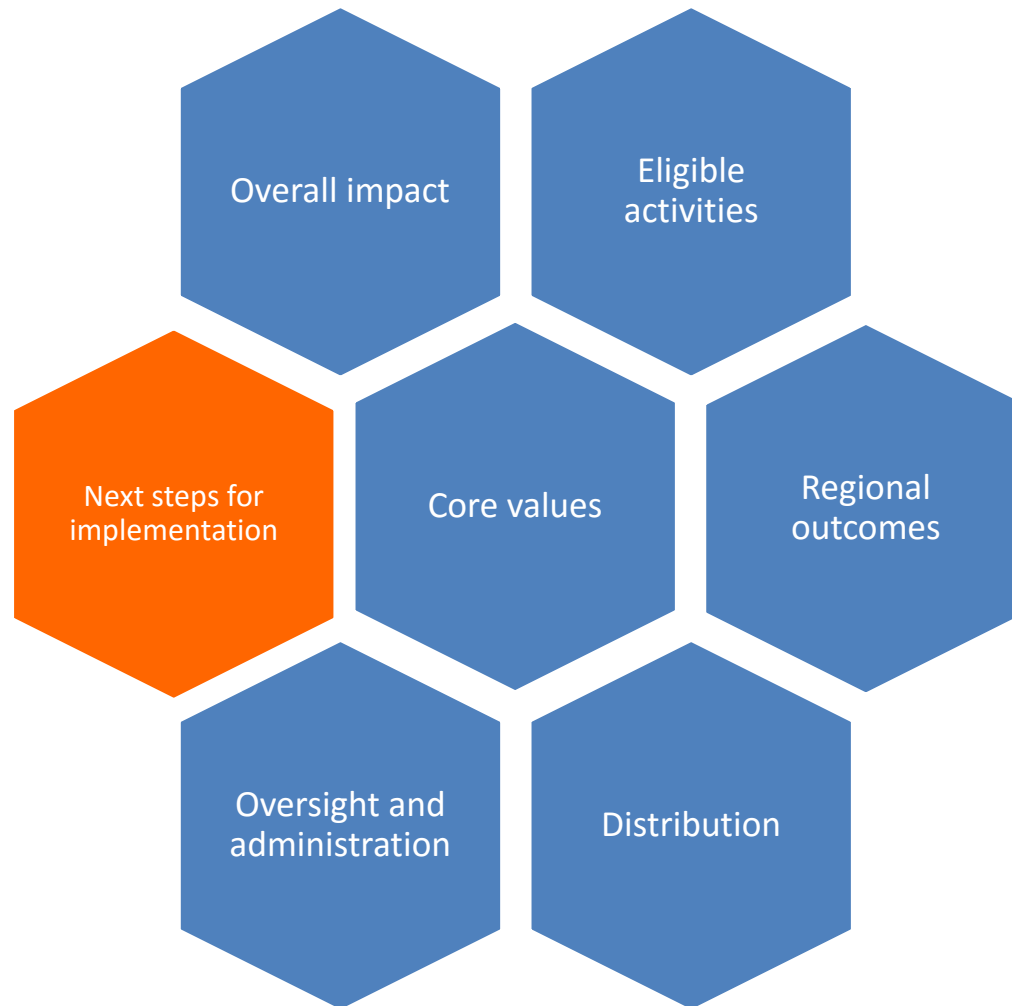 Overall impact
Eligible
activities
Next steps for
implementation
Core values
Regional
outcomes
Oversight and
administration
Distribution